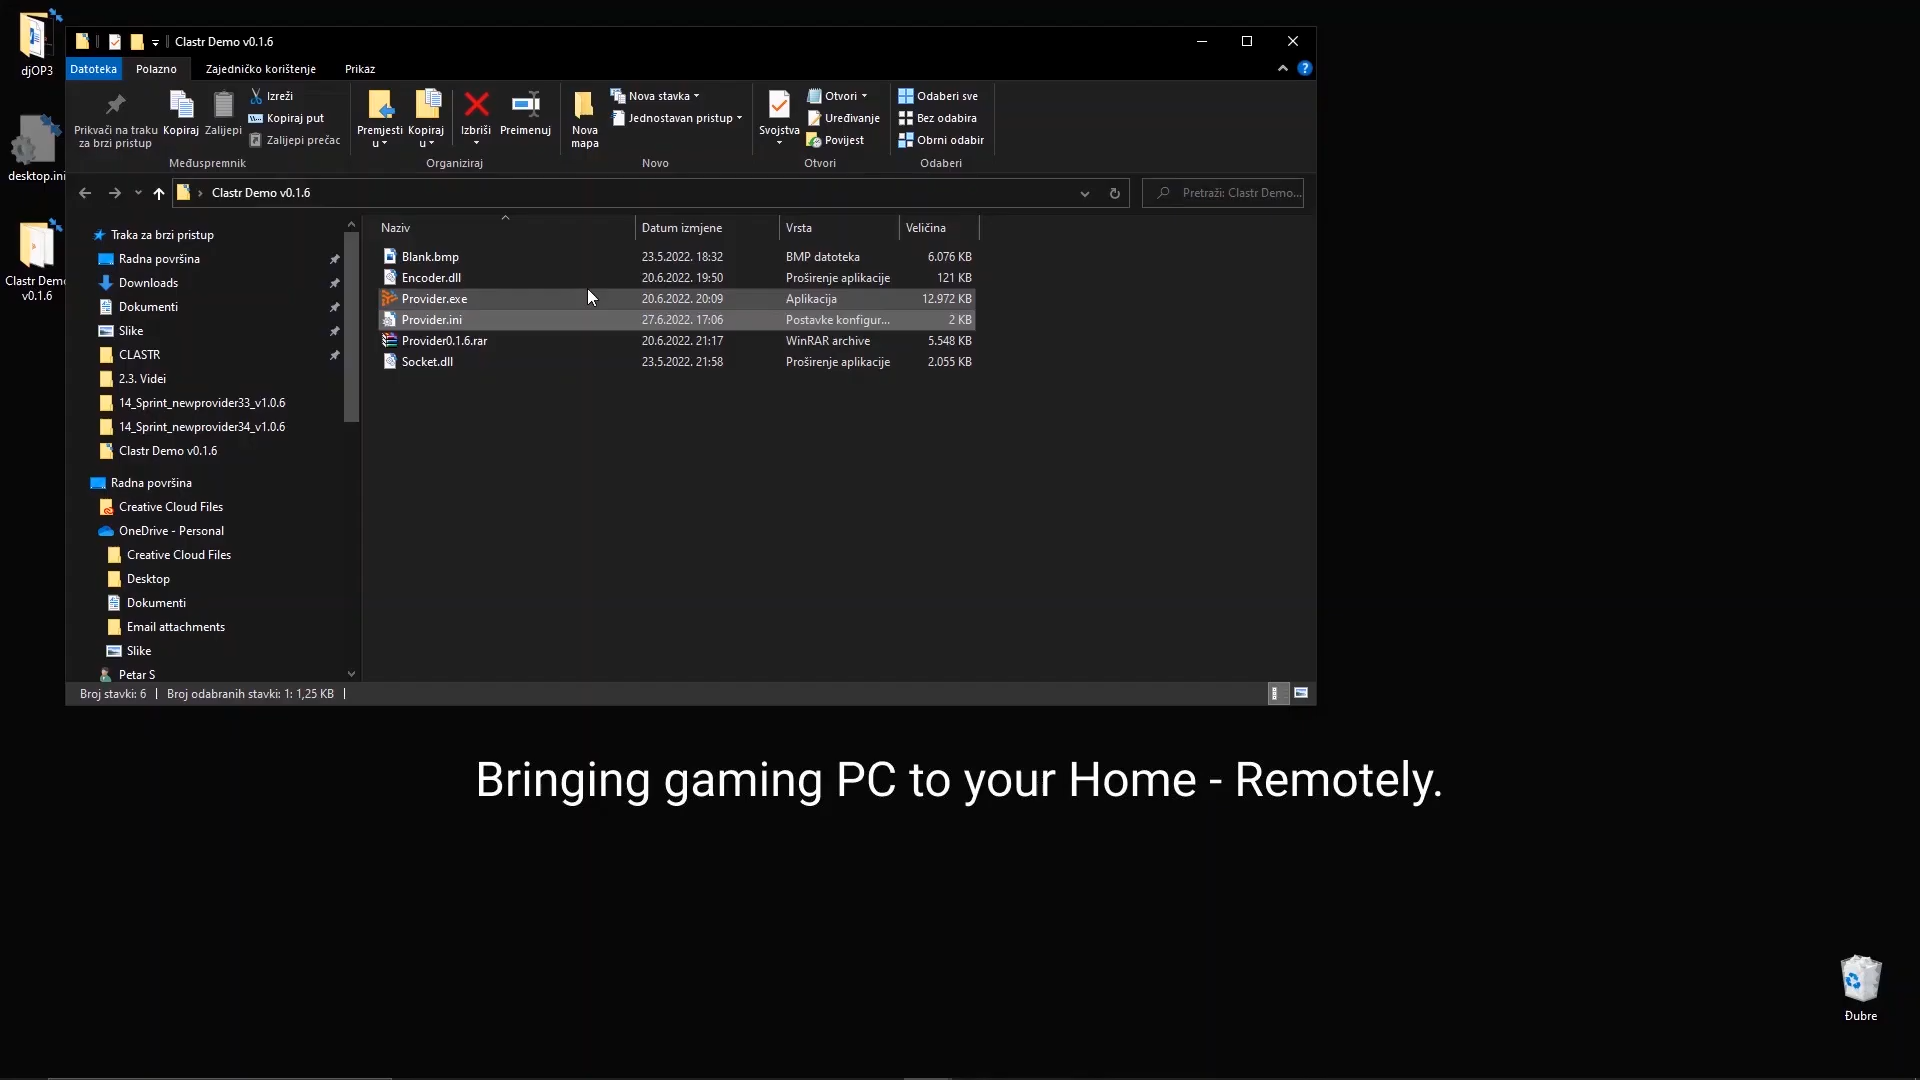 djOP3
desktop.ini
Clastr Demo
v0.1.6
Clastr Demo v0.1.6
Datoteka Polazno Zajedničko korištenje Prikaz
Prikvači na traku
za brzi pristup
Kopiraj
Zalijepi
Izreži
Kopiraj put
Zalijepi prečac
Međuspremnik
Premjesti
u
Kopiraj
u
Izbriši
Preimenuj
Organiziraj
Nova
mapa
Nova stavka
Jednostavan pristup
Novo
Svojstva
Otvori
Uređivanje
Povijest
Otvori
Odaberi sve
Bez odabira
Obrni odabir
Odaberi
Clastr Demo v0.1.6
Pretraži: Clastr Demo...
Traka za brzi pristup
Radna površina
Downloads
Dokumenti
Slike
CLASTR
2.3. Videi
14_Sprint_newprovider33_v1.0.6
14_Sprint_newprovider34_v1.0.6
Clastr Demo v0.1.6
Radna površina
Creative Cloud Files
OneDrive - Personal
Creative Cloud Files
Desktop
Dokumenti
Email attachments
Slike
Petar S
Naziv Datum izmjene Vrsta Veličina
Blank.bmp 23.5.2022. 18:32 BMP datoteka 6.076 KB
Encoder.dll 20.6.2022. 19:50 Proširenje aplikacije 121 KB
Provider.exe 20.6.2022. 20:09 Aplikacija 12.972 KB
Provider.ini 27.6.2022. 17:06 Postavke konfigur... 2 KB
Provider0.1.6.rar 20.6.2022. 21:17 WinRAR archive 5.548 KB
Socket.dll 23.5.2022. 21:58 Proširenje aplikacije 2.055 KB
Broj stavki: 6 Broj odabranih stavki: 1: 1,25 KB
Bringing gaming PC to your Home - Remotely.
Đubre